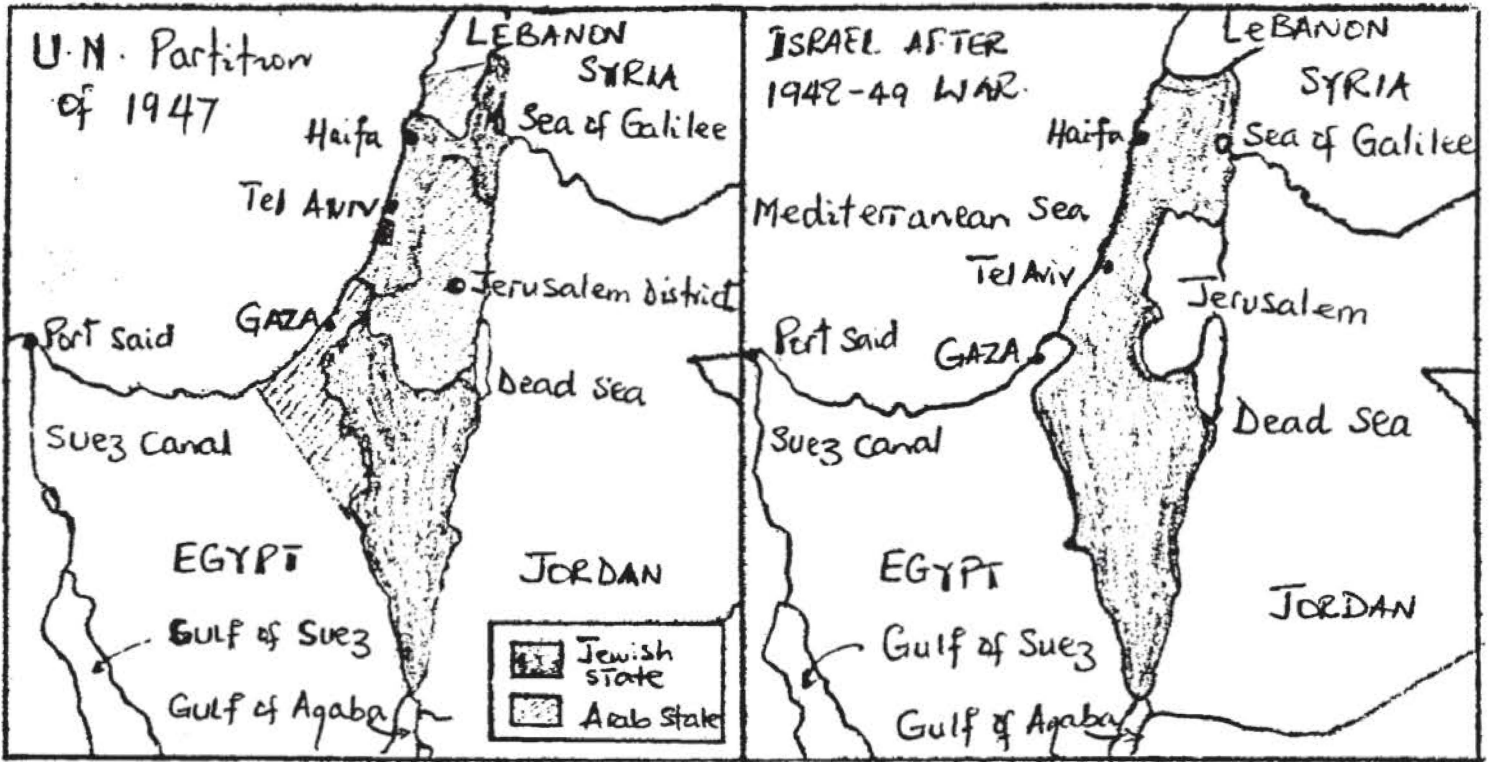 U.N. Partition
of 1947
LEBANON
SYRIA
Haifa
Sea of Galilee
Tel Aviv
Jerusalem District
GAZA
Port Said
Dead Sea
Suez Canal
EGYPT
JORDAN
Gulf of Suez
Gulf of Aqaba
Jewish
state
Arab State
ISRAEL AFTER
1948-49 WAR.
LeBANON
SYRIA
Haifa
Sea of Galilee
Mediterranean Sea
Tel Aviv
Jerusalem
Port Said
GAZA
Dead Sea
Suez Canal
EGYPT
JORDAN
Gulf of Suez
Gulf of Aqaba